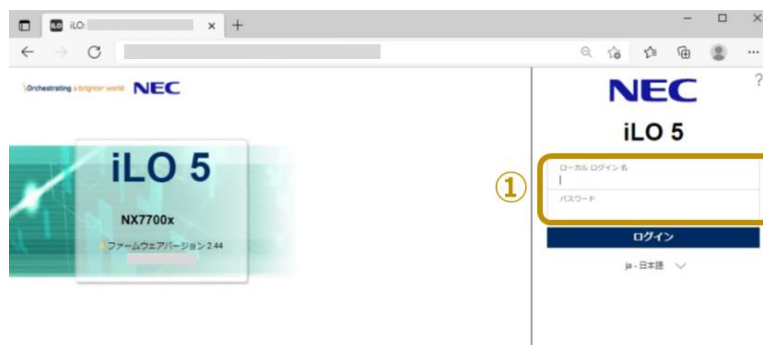 iLO:
\Orchestrating a brighter world NEC
iLO 5
NX7700x
ファームウェアバージョン 2.44
NEC
?
iLO 5
①
ローカル ログイン名
パスワード
ログイン
ja - 日本語